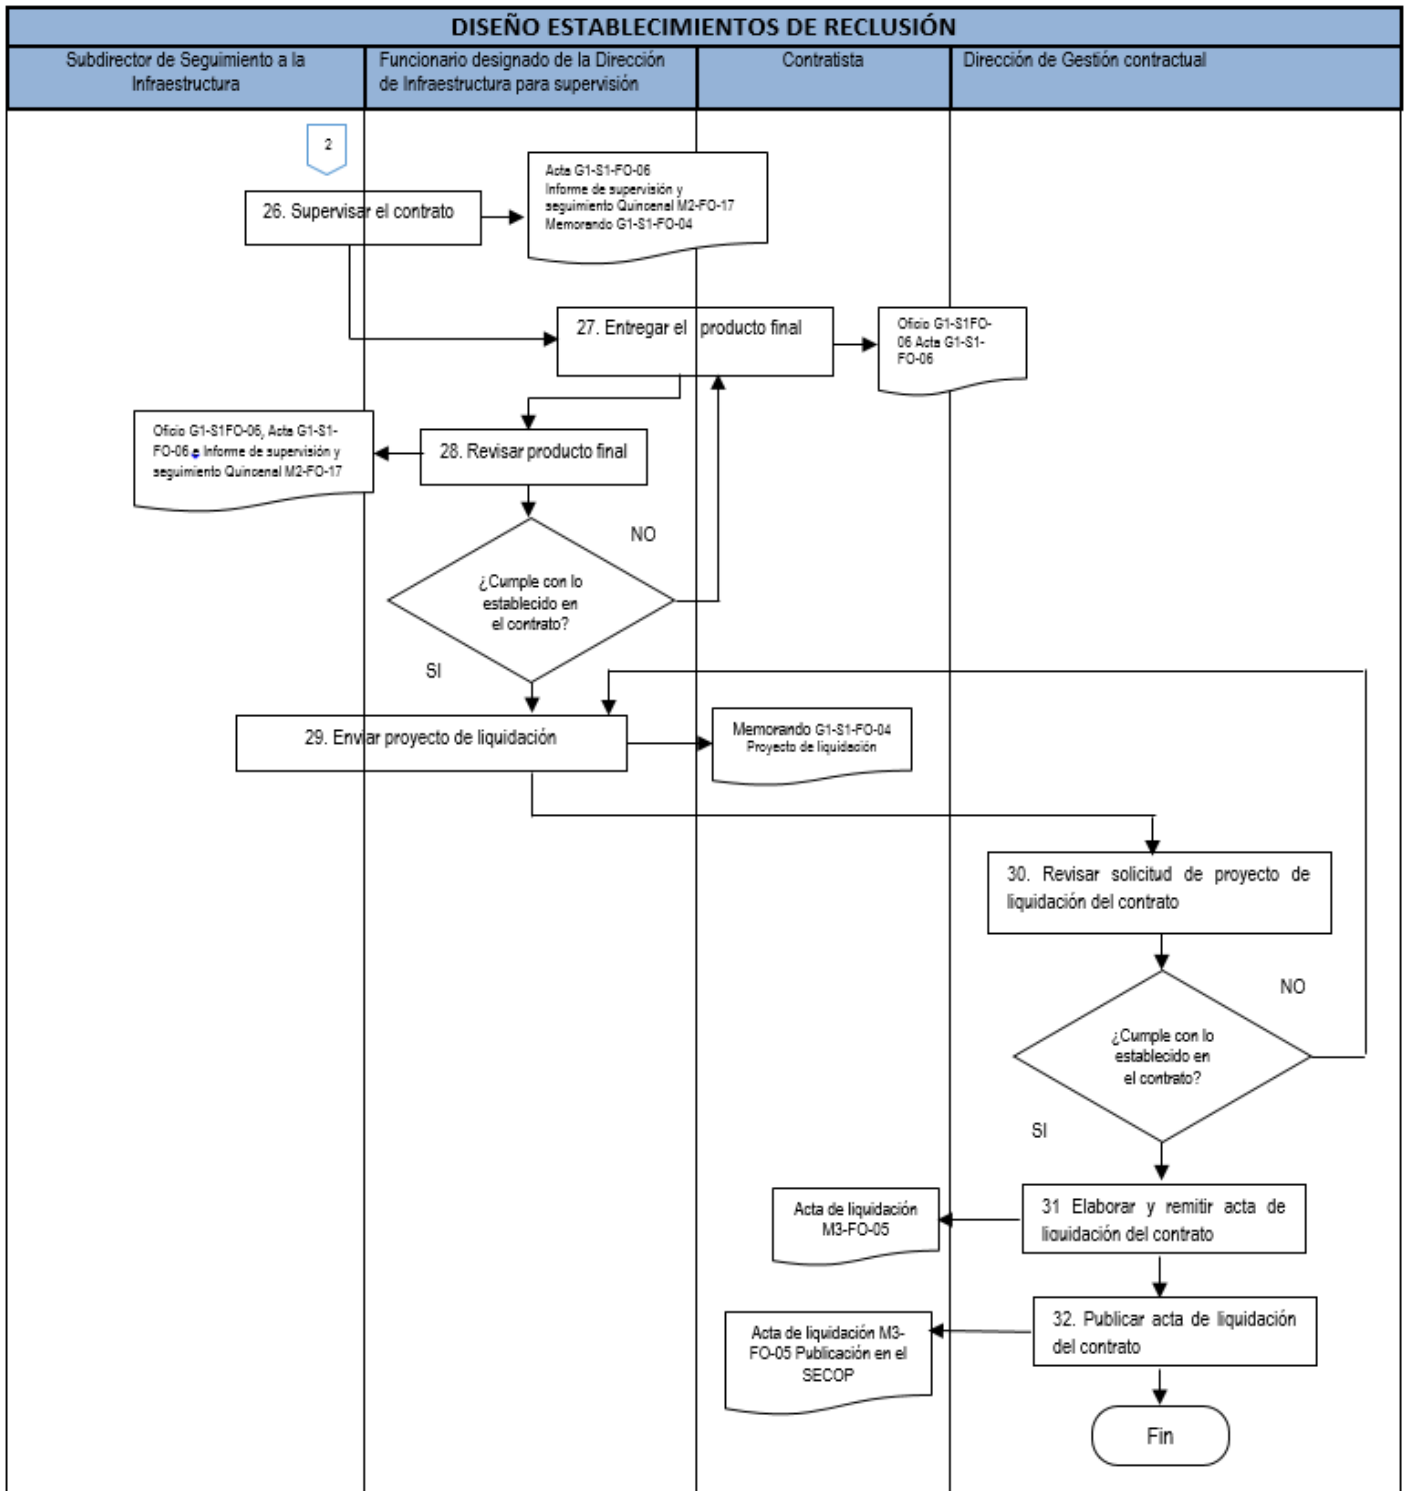 DISEÑO ESTABLECIMIENTOS DE RECLUSIÓN
Subdirector de Seguimiento a la
Infraestructura
Funcionario designado de la Dirección
de Infraestructura para supervisión
Contratista
Dirección de Gestión contractual
2
26. Supervisar el contrato
Acta G1-S1-FO-06
Informe de supervisión y
seguimiento Quincenal M2-FO-17
Memorando G1-S1-FO-04
27. Entregar el producto final
Oficio G1-S1FO-
06 Acta G1-S1-
FO-06
Oficio G1-S1FO-06, Acta G1-S1-
FO-06 e Informe de supervisión y
seguimiento Quincenal M2-FO-17
28. Revisar producto final
NO
¿Cumple con lo
establecido en
el contrato?
SI
29. Enviar proyecto de liquidación
Memorando G1-S1-FO-04
Proyecto de liquidación
30. Revisar solicitud de proyecto de
liquidación del contrato
NO
¿Cumple con lo
establecido en
el contrato?
SI
Acta de liquidación
M3-FO-05
31 Elaborar y remitir acta de
liquidación del contrato
Acta de liquidación M3-
FO-05 Publicación en el
SECOP
32. Publicar acta de liquidación
del contrato
Fin